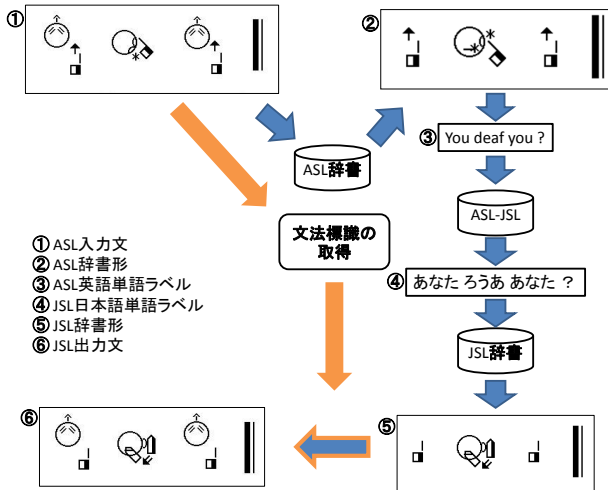 ①
②
ASL辞書
③ You deaf you ?
ASL-JSL
文法標識の
取得
④ あなた ろうあ あなた ?
JSL辞書
① ASL入力文
② ASL辞書形
③ ASL英語単語ラベル
④ JSL日本語単語ラベル
⑤ JSL辞書形
⑥ JSL出力文
⑥
⑤